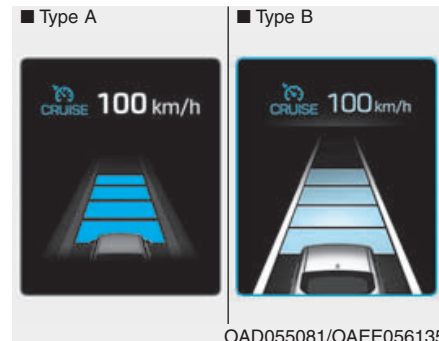 ■ Type A
■ Type B
CRUISE 100 km/h
CRUISE 100 km/h
OAD055081/OAEE056135